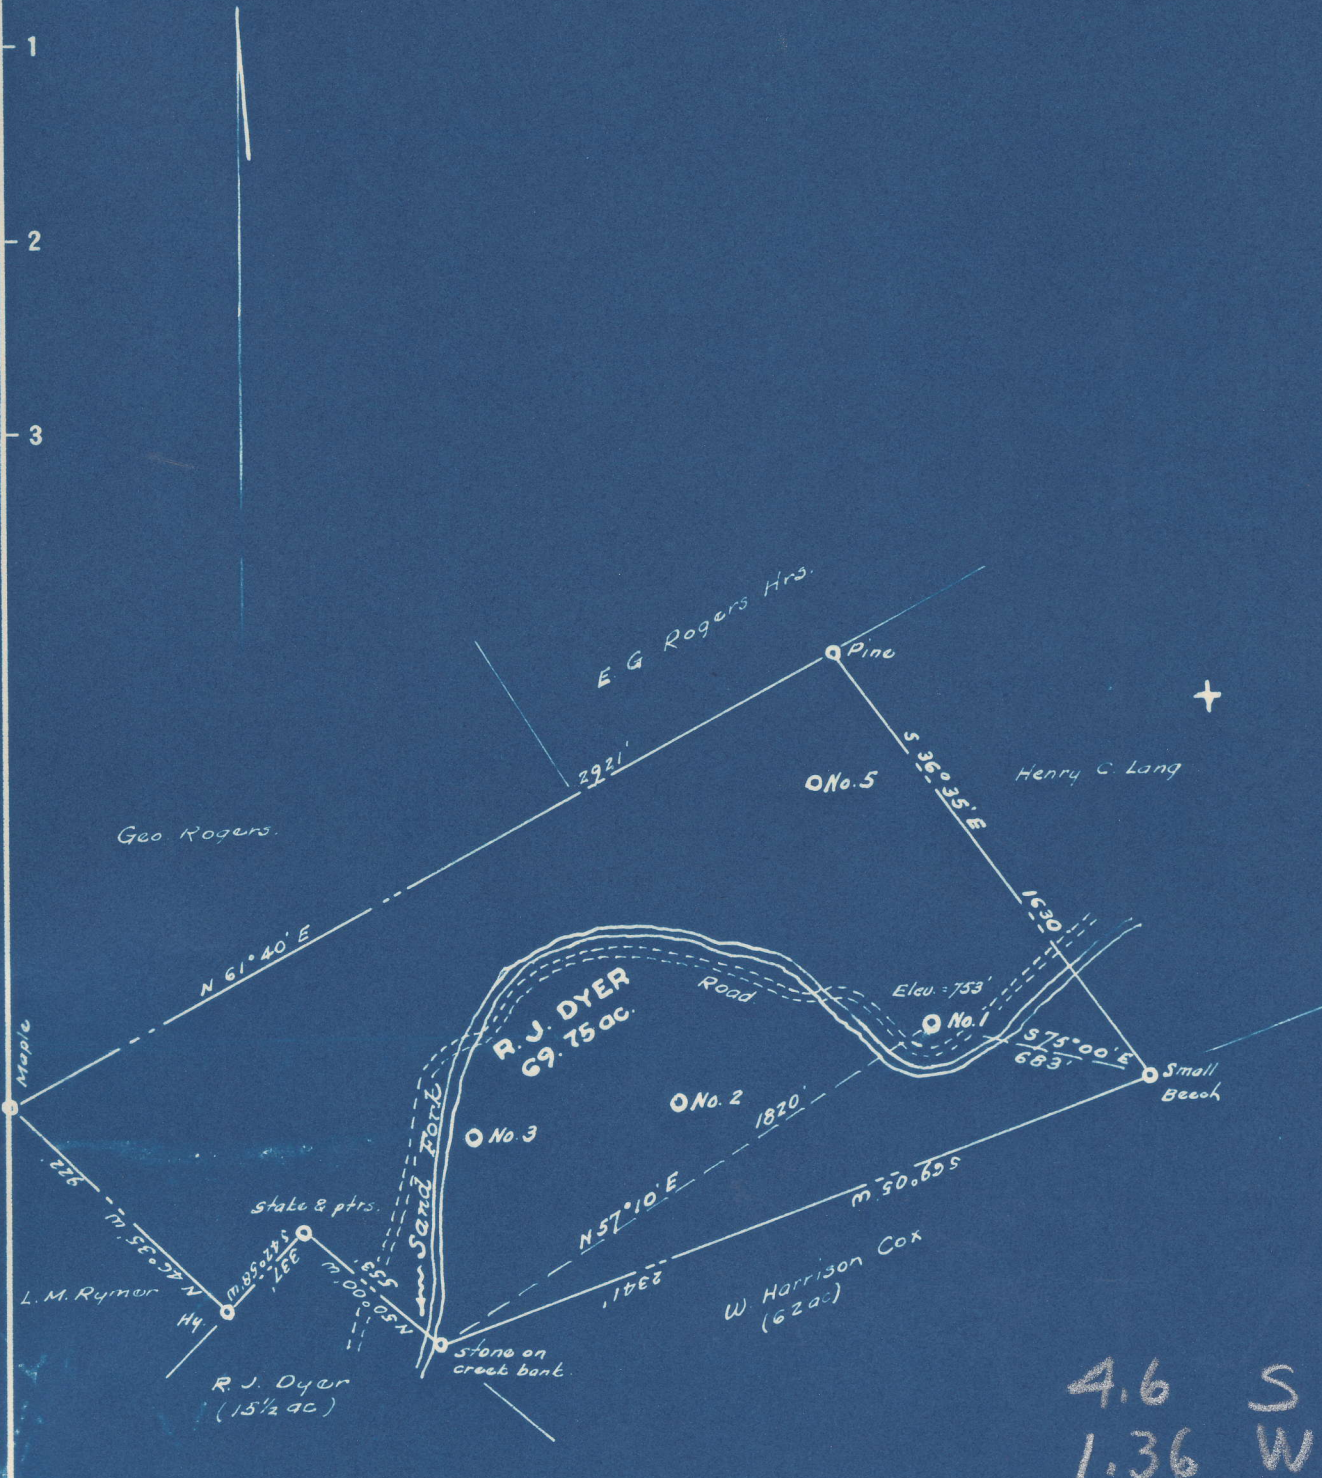 1
2
3
E. G Rogers Hrs.
Pine
2921'
S 36°35' E
No. 5
Henry C. Lang
Geo. Rogers.
1630
N 61°40' E
Road
Elev. = 753'
R. J. DYER
69.75 ac.
No. 1
S 75°00' E
683'
Maple
Small
Beech
No. 2
1820'
No. 3
Sand Fork
922'
S 69°05' W
Stake & ptrs.
N 57°10' E
N 46°35' W
S 42°58' W
337'
553'
N 50°00' W
2341'
W. Harrison Cox
(62 ac)
L. M. Rymer
Hy.
Stone on
creek bank.
R. J. Dyer
(15 1/2 ac)
4.6 S
1.36 W